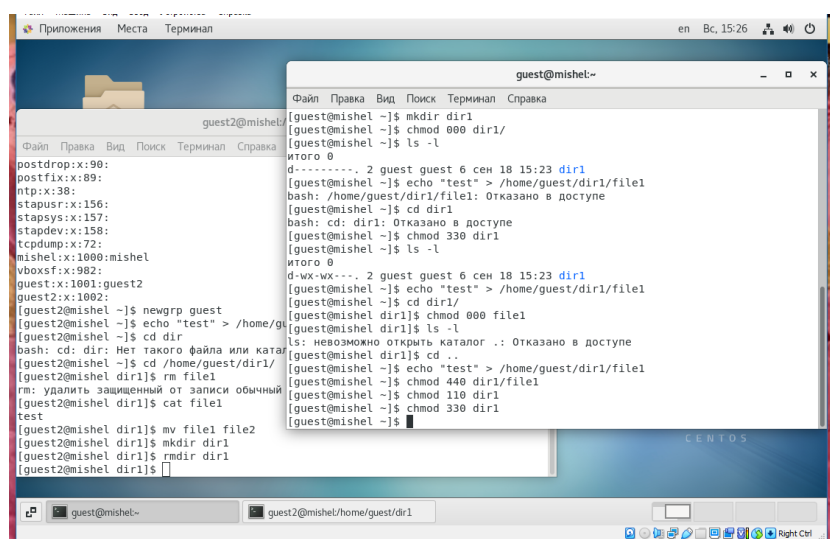 Приложения Места Терминал en Вс, 15:26
guest@mishel:~
Файл Правка Вид Поиск Терминал Справка
[guest@mishel ~]$ mkdir dir1
[guest@mishel ~]$ chmod 000 dir1/
[guest@mishel ~]$ ls -l
итого 0
d---------. 2 guest guest 6 сен 18 15:23 dir1
[guest@mishel ~]$ echo "test" > /home/guest/dir1/file1
bash: /home/guest/dir1/file1: Отказано в доступе
[guest@mishel ~]$ cd dir1
bash: cd: dir1: Отказано в доступе
[guest@mishel ~]$ chmod 330 dir1
[guest@mishel ~]$ ls -l
итого 0
d-wx-wx---. 2 guest guest 6 сен 18 15:23 dir1
[guest@mishel ~]$ echo "test" > /home/guest/dir1/file1
[guest@mishel ~]$ cd dir1/
[guest@mishel dir1]$ chmod 000 file1
[guest@mishel dir1]$ ls -l
ls: невозможно открыть каталог .: Отказано в доступе
[guest@mishel dir1]$ cd ..
[guest@mishel ~]$ echo "test" > /home/guest/dir1/file1
[guest@mishel ~]$ chmod 440 dir1/file1
[guest@mishel ~]$ chmod 110 dir1
[guest@mishel ~]$ chmod 330 dir1
[guest@mishel ~]$
guest2@mishel:/
Файл Правка Вид Поиск Терминал Справка
postdrop:x:90:
postfix:x:89:
ntp:x:38:
stapusr:x:156:
stapsys:x:157:
stapdev:x:158:
tcpdump:x:72:
mishel:x:1000:mishel
vboxsf:x:982:
guest:x:1001:guest2
guest2:x:1002:
[guest2@mishel ~]$ newgrp guest
[guest2@mishel ~]$ echo "test" > /home/gu
[guest2@mishel ~]$ cd dir
bash: cd: dir: Нет такого файла или катал
[guest2@mishel ~]$ cd /home/guest/dir1/
[guest2@mishel dir1]$ rm file1
rm: удалить защищенный от записи обычный
[guest2@mishel dir1]$ cat file1
test
[guest2@mishel dir1]$ mv file1 file2
[guest2@mishel dir1]$ mkdir dir1
[guest2@mishel dir1]$ rmdir dir1
[guest2@mishel dir1]$
CENTOS
guest@mishel:~ guest2@mishel:/home/guest/dir1
Right Ctrl